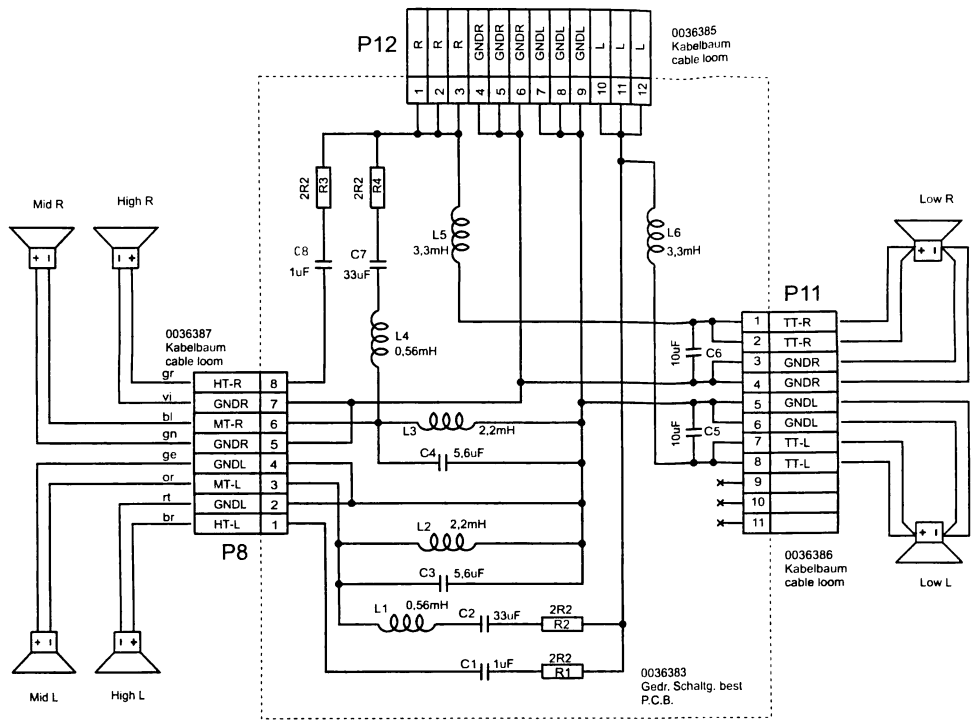 P12
R
R
R
GNDR
GNDR
GNDR
GNDL
GNDL
GNDL
L
L
L
1
2
3
4
5
6
7
8
9
10
11
12
0036385
Kabelbaum
cable loom
Mid R
High R
Low R
2R2
R3
2R2
R4
C8
1uF
C7
33uF
L5
3,3mH
L6
3,3mH
L4
0,56mH
P11
1 TT-R
2 TT-R
3 GNDR
4 GNDR
5 GNDL
6 GNDL
7 TT-L
8 TT-L
9
10
11
10uF
C6
10uF
C5
0036387
Kabelbaum
cable loom
gr HT-R 8
vi GNDR 7
bl MT-R 6
gn GNDR 5
ge GNDL 4
or MT-L 3
rt GNDL 2
br HT-L 1
P8
L3 2,2mH
C4 5,6uF
L2 2,2mH
C3 5,6uF
L1 0,56mH
C2 33uF
2R2
R2
C1 1uF
2R2
R1
0036386
Kabelbaum
cable loom
Low L
0036383
Gedr. Schaltg. best
P.C.B.
Mid L
High L
+ -
- +
+ -
+ -
- +
+ -